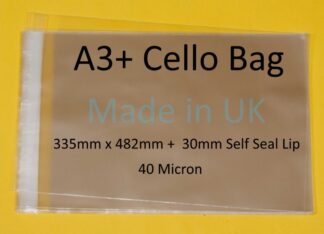 A3+ Cello Bag
Made in UK
335mm x 482mm + 30mm Self Seal Lip
40 Micron